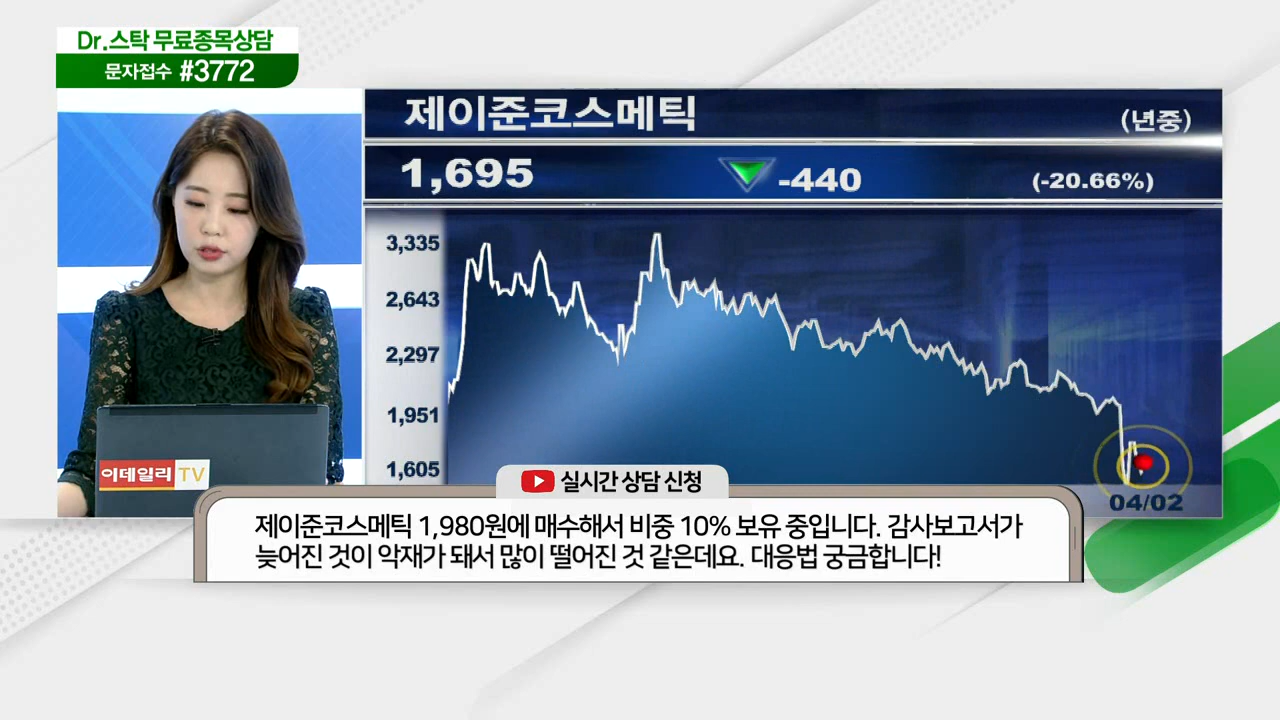 Dr.스탁 무료종목상담
문자접수 #3772
제이준코스메틱 (년중)
1,695 -440 (-20.66%)
3,335
2,643
2,297
1,951
1,605
04/02
이데일리 TV
실시간 상담 신청
제이준코스메틱 1,980원에 매수해서 비중 10% 보유 중입니다. 감사보고서가
늦어진 것이 악재가 돼서 많이 떨어진 것 같은데요. 대응법 궁금합니다!